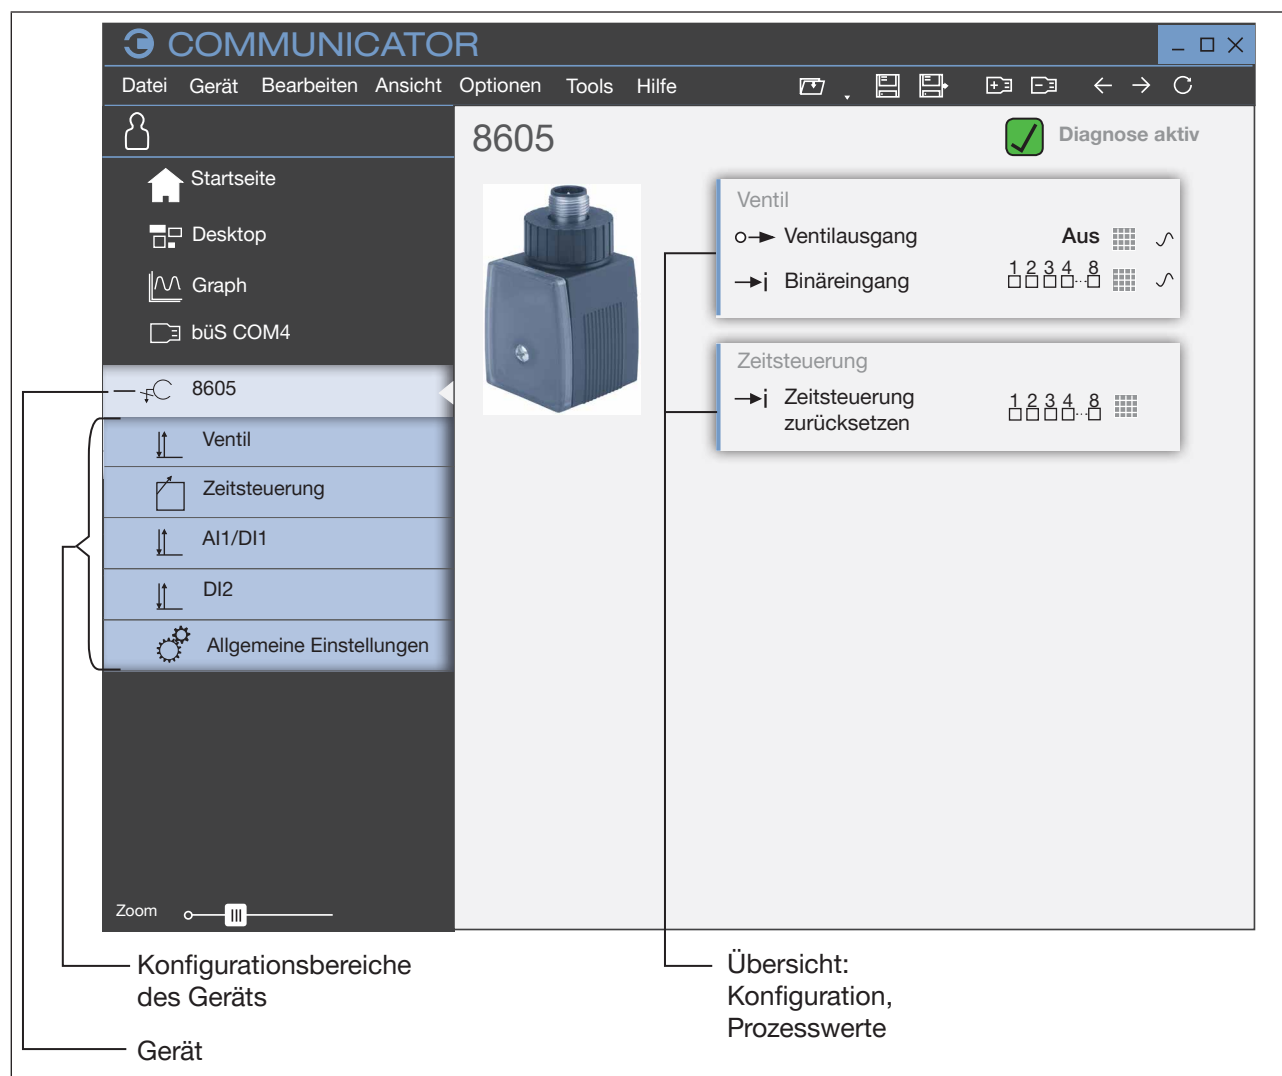 COMMUNICATOR
Datei Gerät Bearbeiten Ansicht Optionen Tools Hilfe
Startseite
Desktop
Graph
büS COM4
8605
Ventil
Zeitsteuerung
AI1/DI1
DI2
Allgemeine Einstellungen
Zoom
8605
Diagnose aktiv
Ventil
Ventilausgang Aus
Binäreingang 1 2 3 4 8
Zeitsteuerung
Zeitsteuerung
zurücksetzen
1 2 3 4 8
Konfigurationsbereiche
des Geräts
Gerät
Übersicht:
Konfiguration,
Prozesswerte